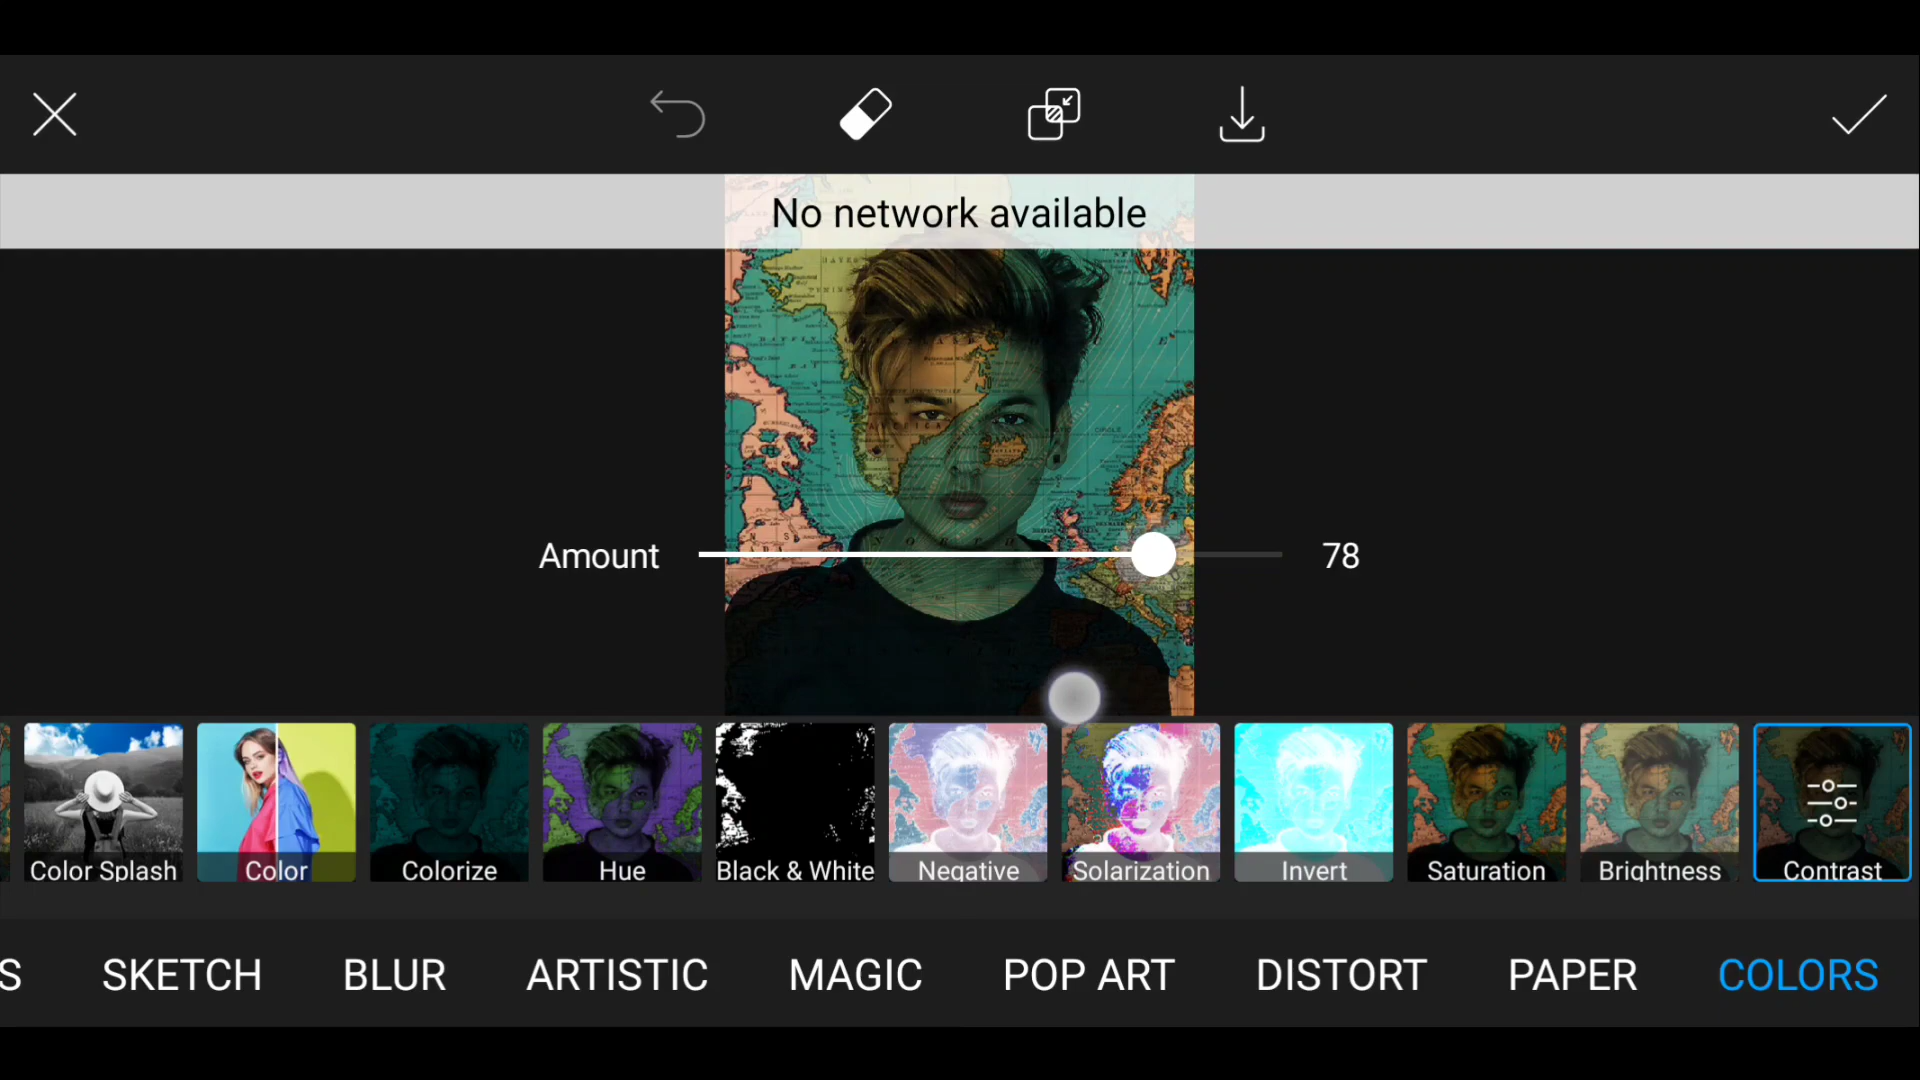 No network available
Amount 78
Color Splash Color Colorize Hue Black & White Negative Solarization Invert Saturation Brightness Contrast
S SKETCH BLUR ARTISTIC MAGIC POP ART DISTORT PAPER COLORS